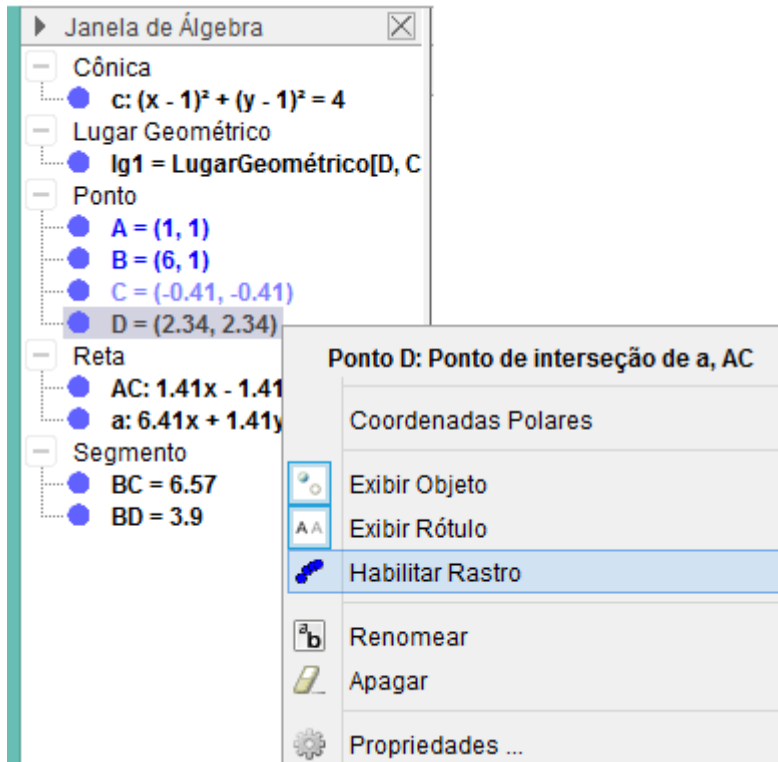 Janela de Álgebra
Cônica
c: (x - 1)² + (y - 1)² = 4
Lugar Geométrico
lg1 = LugarGeométrico[D, C
Ponto
A = (1, 1)
B = (6, 1)
C = (-0.41, -0.41)
D = (2.34, 2.34)
Reta
AC: 1.41x - 1.41
a: 6.41x + 1.41y
Segmento
BC = 6.57
BD = 3.9
Ponto D: Ponto de interseção de a, AC
Coordenadas Polares
Exibir Objeto
AA Exibir Rótulo
Habilitar Rastro
ab Renomear
Apagar
Propriedades ...